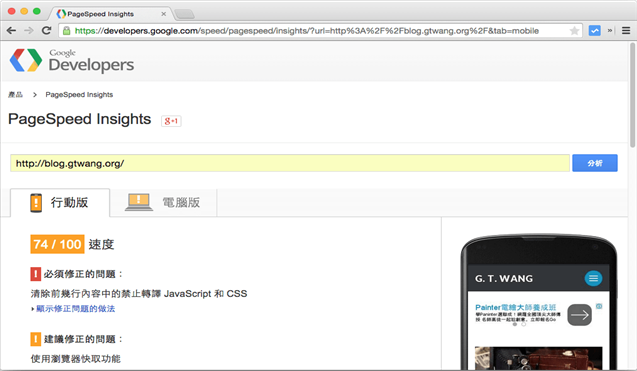 PageSpeed Insights
https://developers.google.com/speed/pagespeed/insights/?url=http%3A%2F%2Fblog.gtwang.org%2F&tab=mobile
Google
Developers
產品 > PageSpeed Insights
PageSpeed Insights
g+1
http://blog.gtwang.org/
分析
行動版
電腦版
74 / 100 速度
! 必須修正的問題：
清除前幾行內容中的禁止轉譯 JavaScript 和 CSS
顯示修正問題的做法
! 建議修正的問題：
使用瀏覽器快取功能
G. T. WANG
Painter電繪大師養成班